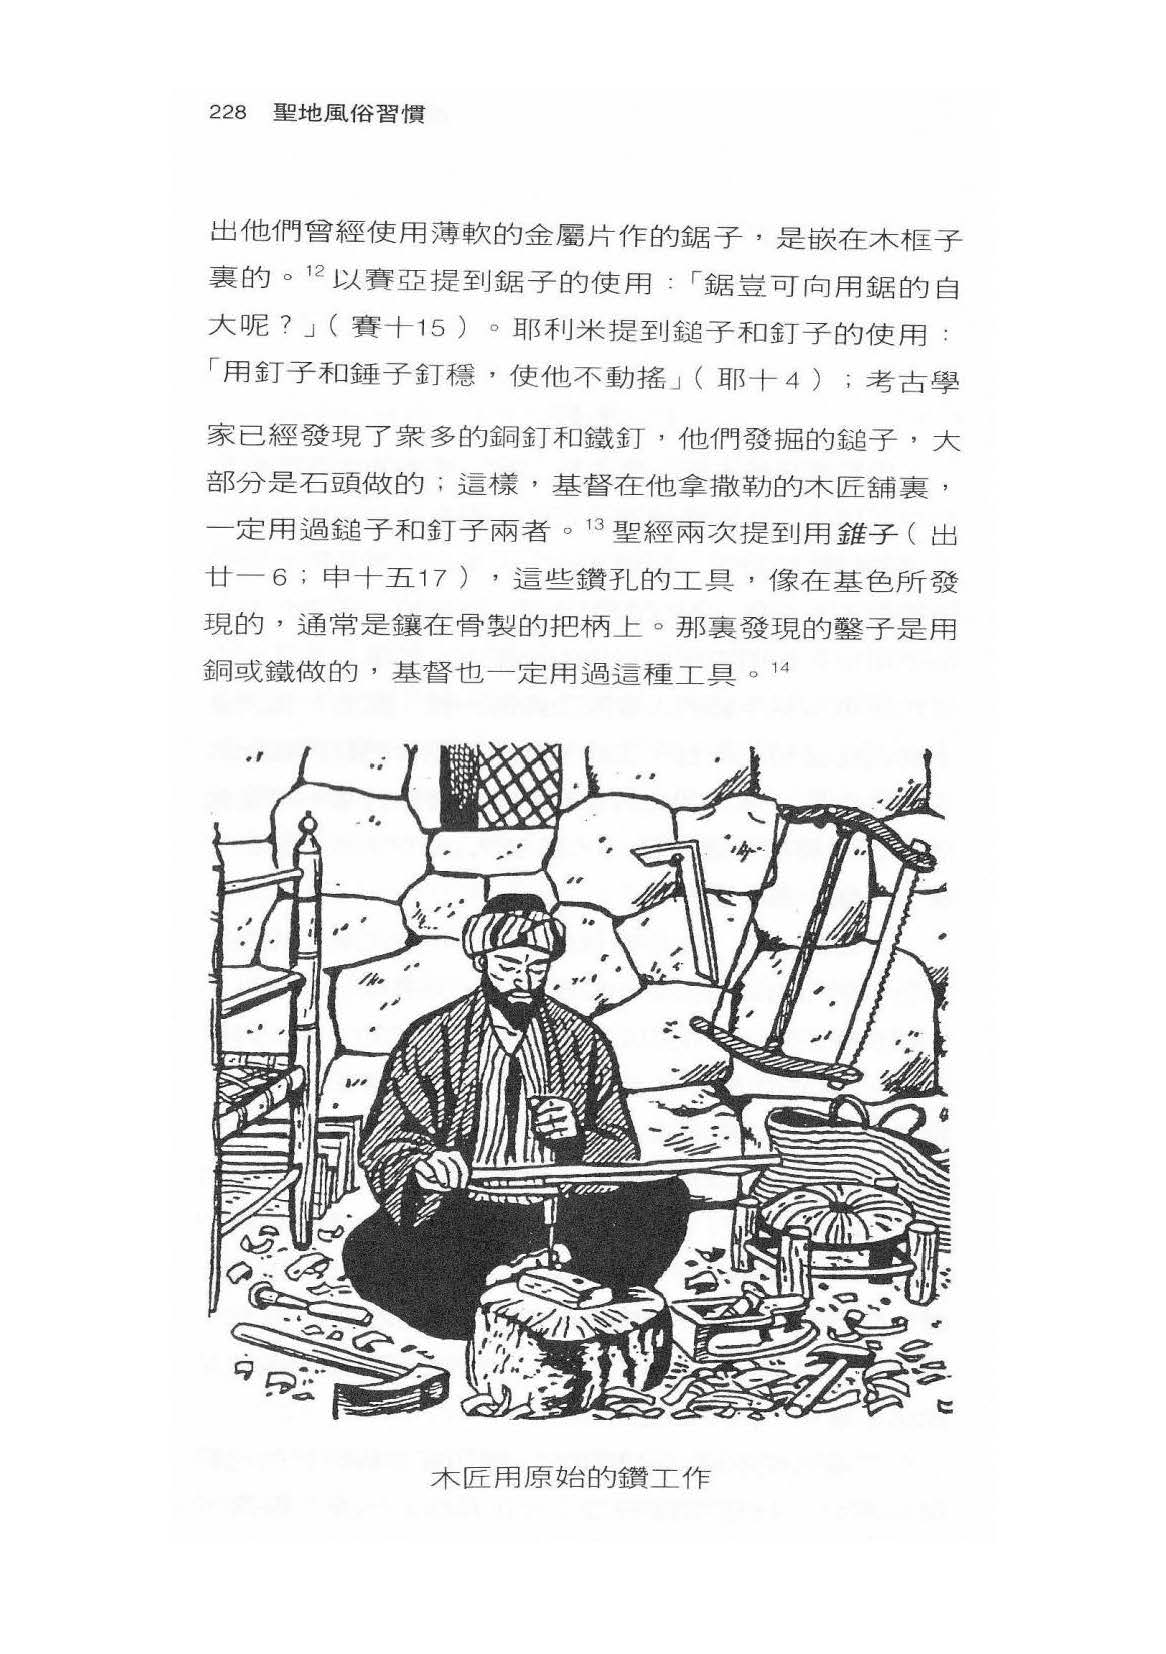 228 聖地風俗習慣
出他們曾經使用薄軟的金屬片作的鋸子，是嵌在木框子
裏的。12 以賽亞提到鋸子的使用：「鋸豈可向用鋸的自
大呢？」（賽十15）。耶利米提到鎚子和釘子的使用：
「用釘子和錘子釘穩，使他不動搖」（耶十4）；考古學
家已經發現了衆多的銅釘和鐵釘，他們發掘的鎚子，大
部分是石頭做的；這樣，基督在他拿撒勒的木匠舖裏，
一定用過鎚子和釘子兩者。13 聖經兩次提到用錐子（出
廿一6；申十五17），這些鑽孔的工具，像在基色所發
現的，通常是鑲在骨製的把柄上。那裏發現的鑿子是用
銅或鐵做的，基督也一定用過這種工具。14
木匠用原始的鑽工作